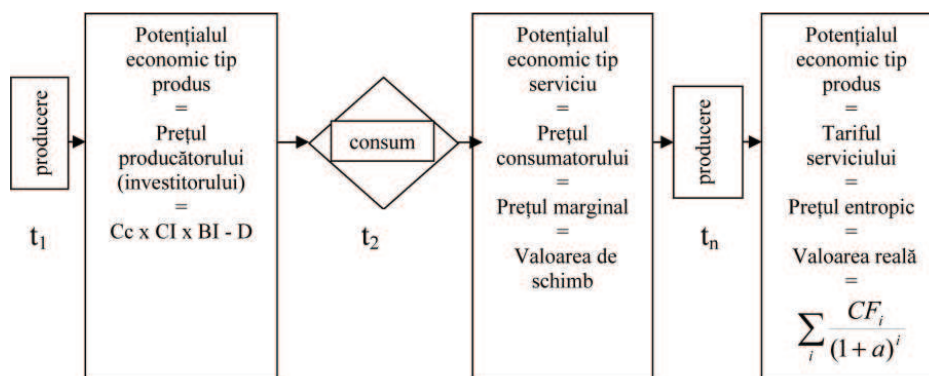 producere
t₁
Potențialul
economic tip
produs
=
Prețul
producătorului
(investitorului)
=
Cc x CI x BI - D
consum
t₂
Potențialul
economic tip
serviciu
=
Prețul
consumatorului
=
Prețul marginal
=
Valoarea de
schimb
producere
tₙ
Potențialul
economic tip
produs
=
Tariful
serviciului
=
Prețul entropic
=
Valoarea reală
=
∑ᵢ CFᵢ / (1 + a)ⁱ